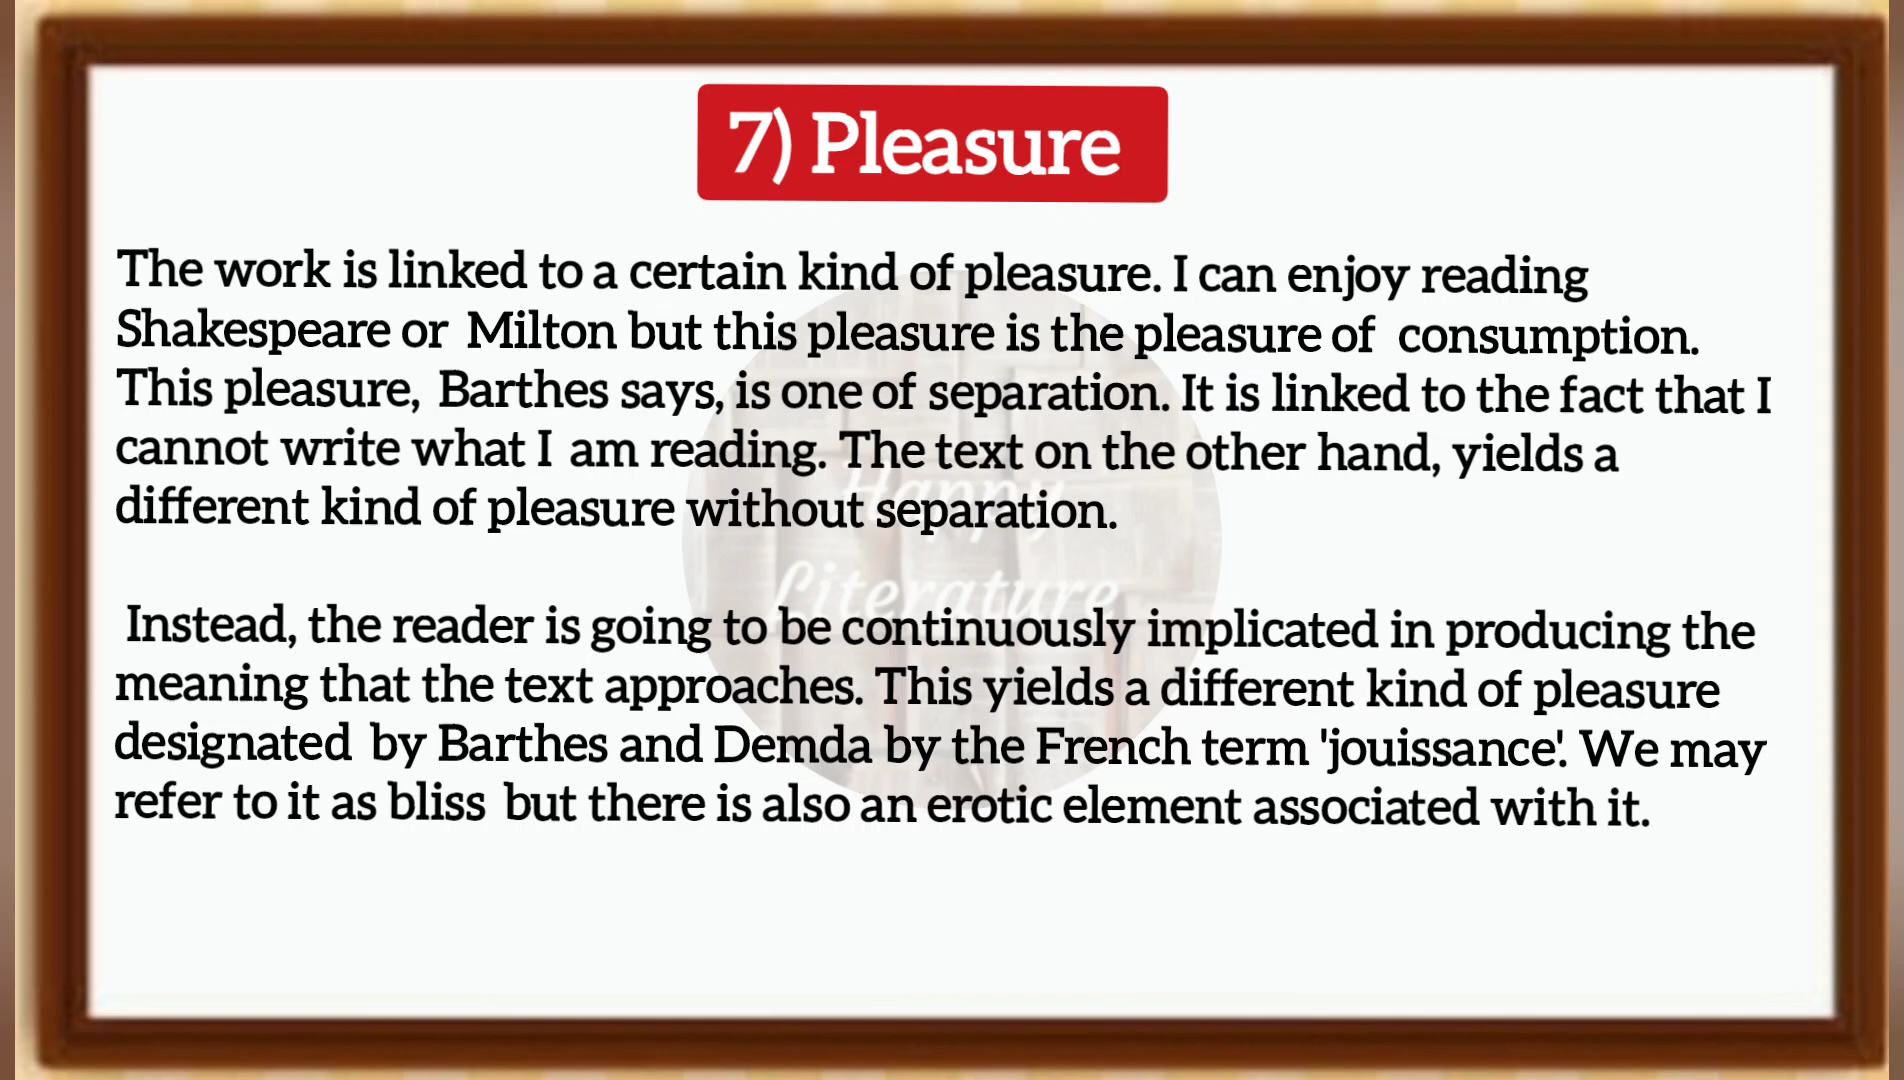 7) Pleasure
The work is linked to a certain kind of pleasure. I can enjoy reading
Shakespeare or Milton but this pleasure is the pleasure of consumption.
This pleasure, Barthes says, is one of separation. It is linked to the fact that I
cannot write what I am reading. The text on the other hand, yields a
different kind of pleasure without separation.
Happy
Literature
Instead, the reader is going to be continuously implicated in producing the
meaning that the text approaches. This yields a different kind of pleasure
designated by Barthes and Demda by the French term 'jouissance'. We may
refer to it as bliss but there is also an erotic element associated with it.